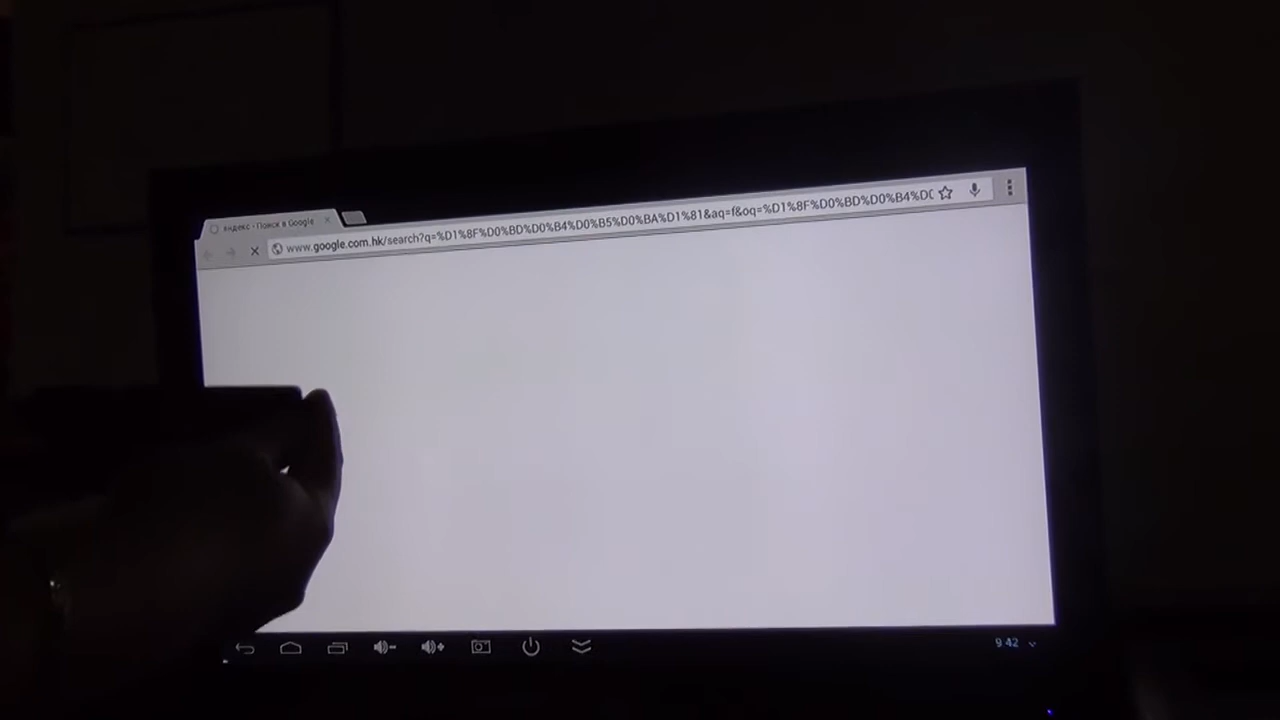 яндекс - Поиск в Google
www.google.com.hk/search?q=%D1%8F%D0%BD%D0%B4%D0%B5%D0%BA%D1%81&aq=f&oq=%D1%8F%D0%BD%D0%B4%DC
9:42